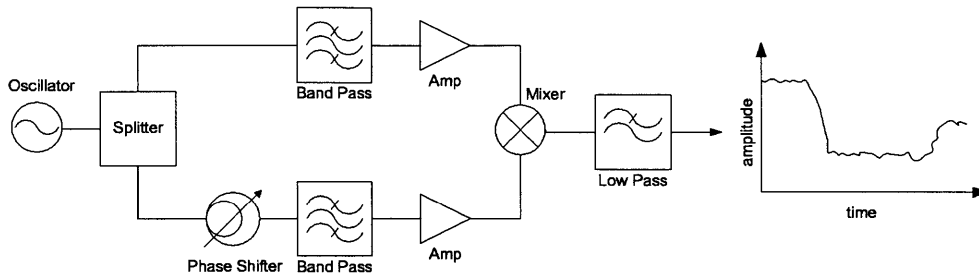 Oscillator
Splitter
Band Pass
Amp
Mixer
Low Pass
Phase Shifter
Band Pass
Amp
amplitude
time